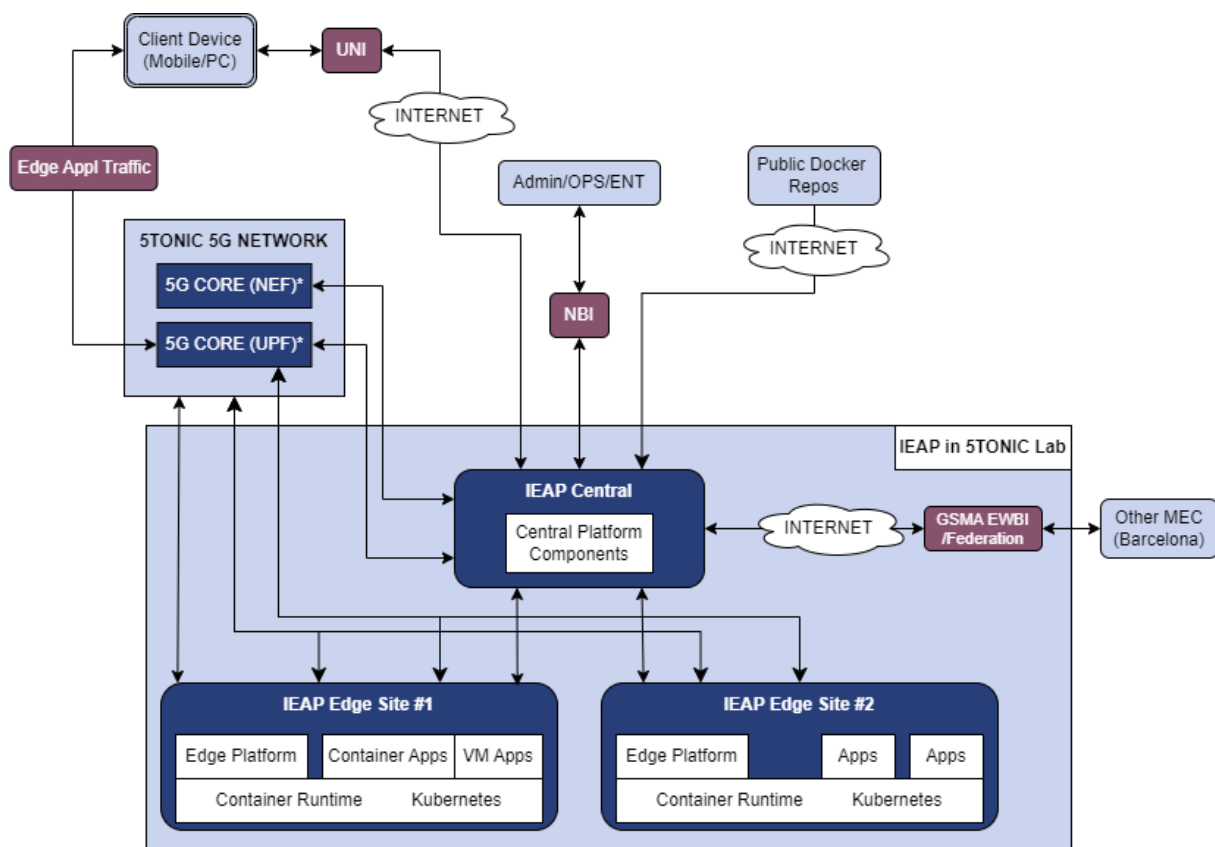 Client Device
(Mobile/PC)
UNI
INTERNET
Edge Appl Traffic
Admin/OPS/ENT
Public Docker
Repos
5TONIC 5G NETWORK
INTERNET
5G CORE (NEF)*
NBI
5G CORE (UPF)*
IEAP in 5TONIC Lab
IEAP Central
Central Platform
Components
INTERNET
GSMA EWBI
/Federation
Other MEC
(Barcelona)
IEAP Edge Site #1
Edge Platform
Container Apps
VM Apps
Container Runtime
Kubernetes
IEAP Edge Site #2
Edge Platform
Apps
Apps
Container Runtime
Kubernetes